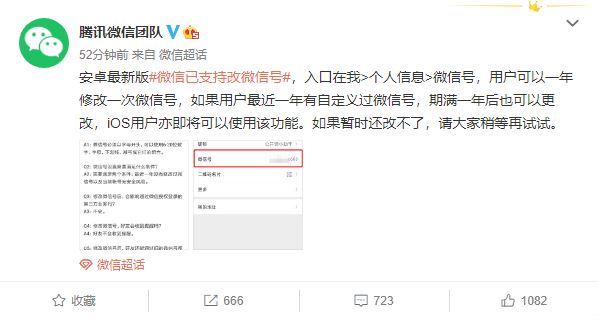 腾讯微信团队
52分钟前 来自 微信超话
安卓最新版#微信已支持改微信号#，入口在我>个人信息>微信号，用户可以一年
修改一次微信号，如果用户最近一年有自定义过微信号，期满一年后也可以更
改，iOS用户亦即将可以使用该功能。如果暂时还改不了，请大家稍等再试试。
微信号
二维码名片
更多
我的地址
微信超话
收藏
666
723
1082